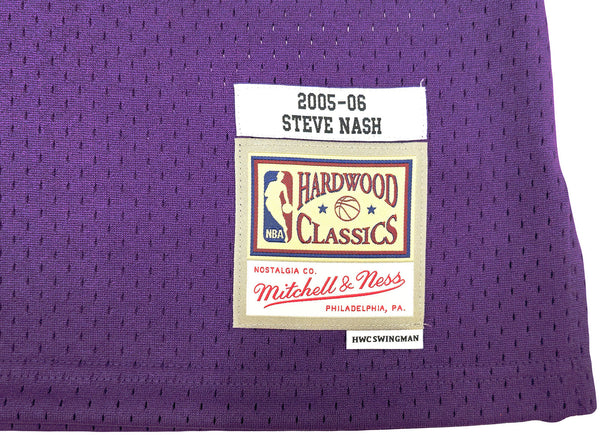 2005-06
STEVE NASH
HARDWOOD
CLASSICS
NBA
NOSTALGIA CO.
Mitchell & Ness
PHILADELPHIA, PA.
HWC SWINGMAN